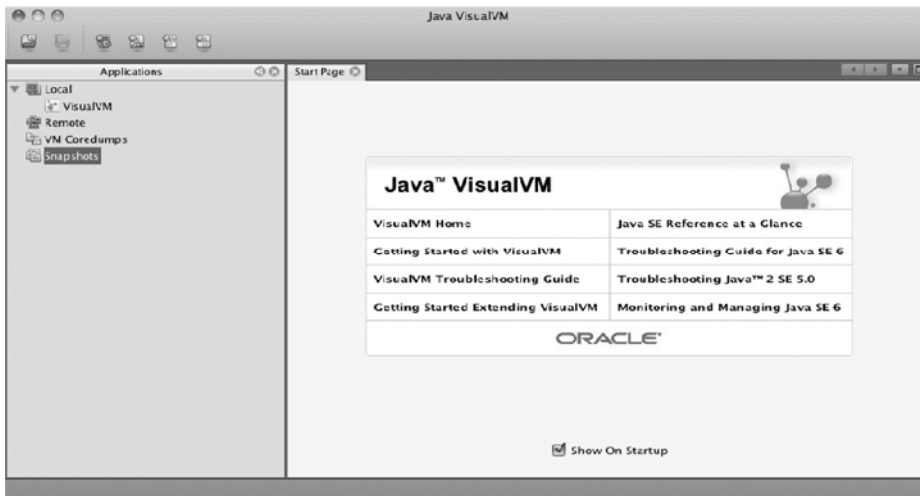 Java VisualVM
Applications
Start Page
Local
VisualVM
Remote
VM Coredumps
Snapshots
Java™ VisualVM
VisualVM Home
Java SE Reference at a Glance
Getting Started with VisualVM
Troubleshooting Guide for Java SE 6
VisualVM Troubleshooting Guide
Troubleshooting Java™ 2 SE 5.0
Getting Started Extending VisualVM
Monitoring and Managing Java SE 6
ORACLE®
Show On Startup